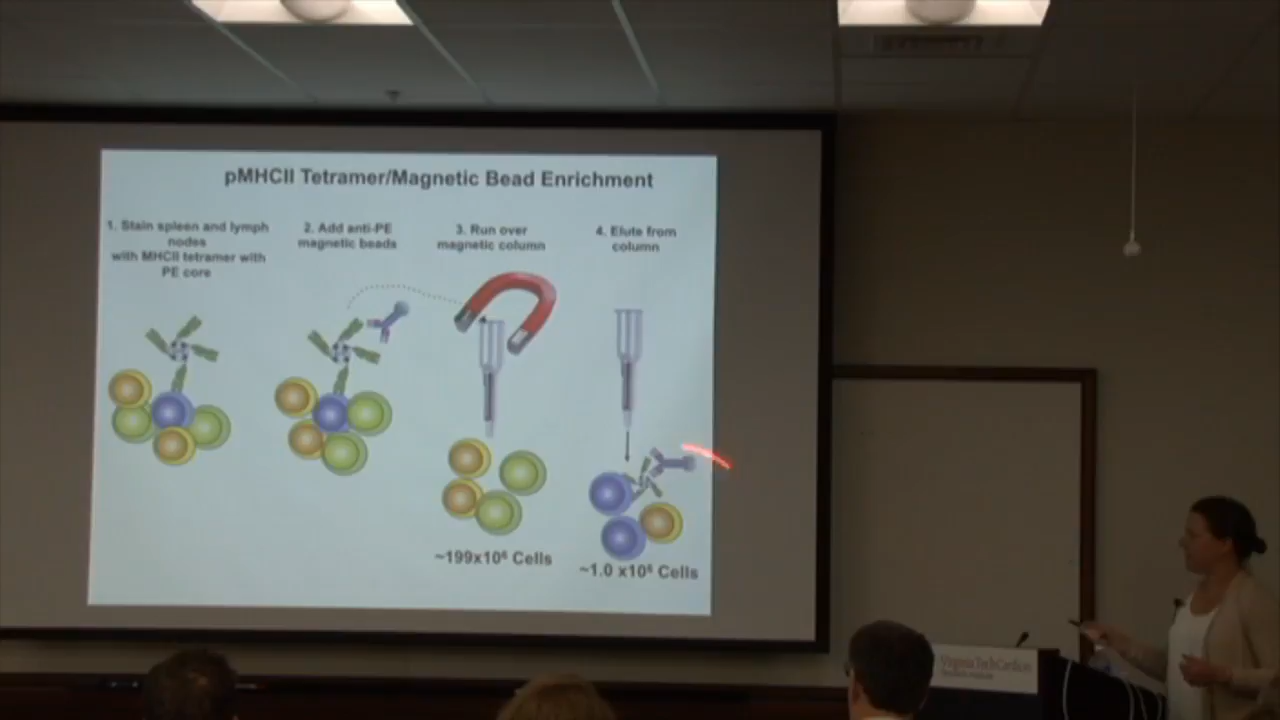 pMHCII Tetramer/Magnetic Bead Enrichment
1. Stain spleen and lymph
nodes
with MHCII tetramer with
PE core
2. Add anti-PE
magnetic beads
3. Run over
magnetic column
4. Elute from
column
~199x10⁶ Cells
~1.0 x10⁶ Cells
VirginiaTechCarilion